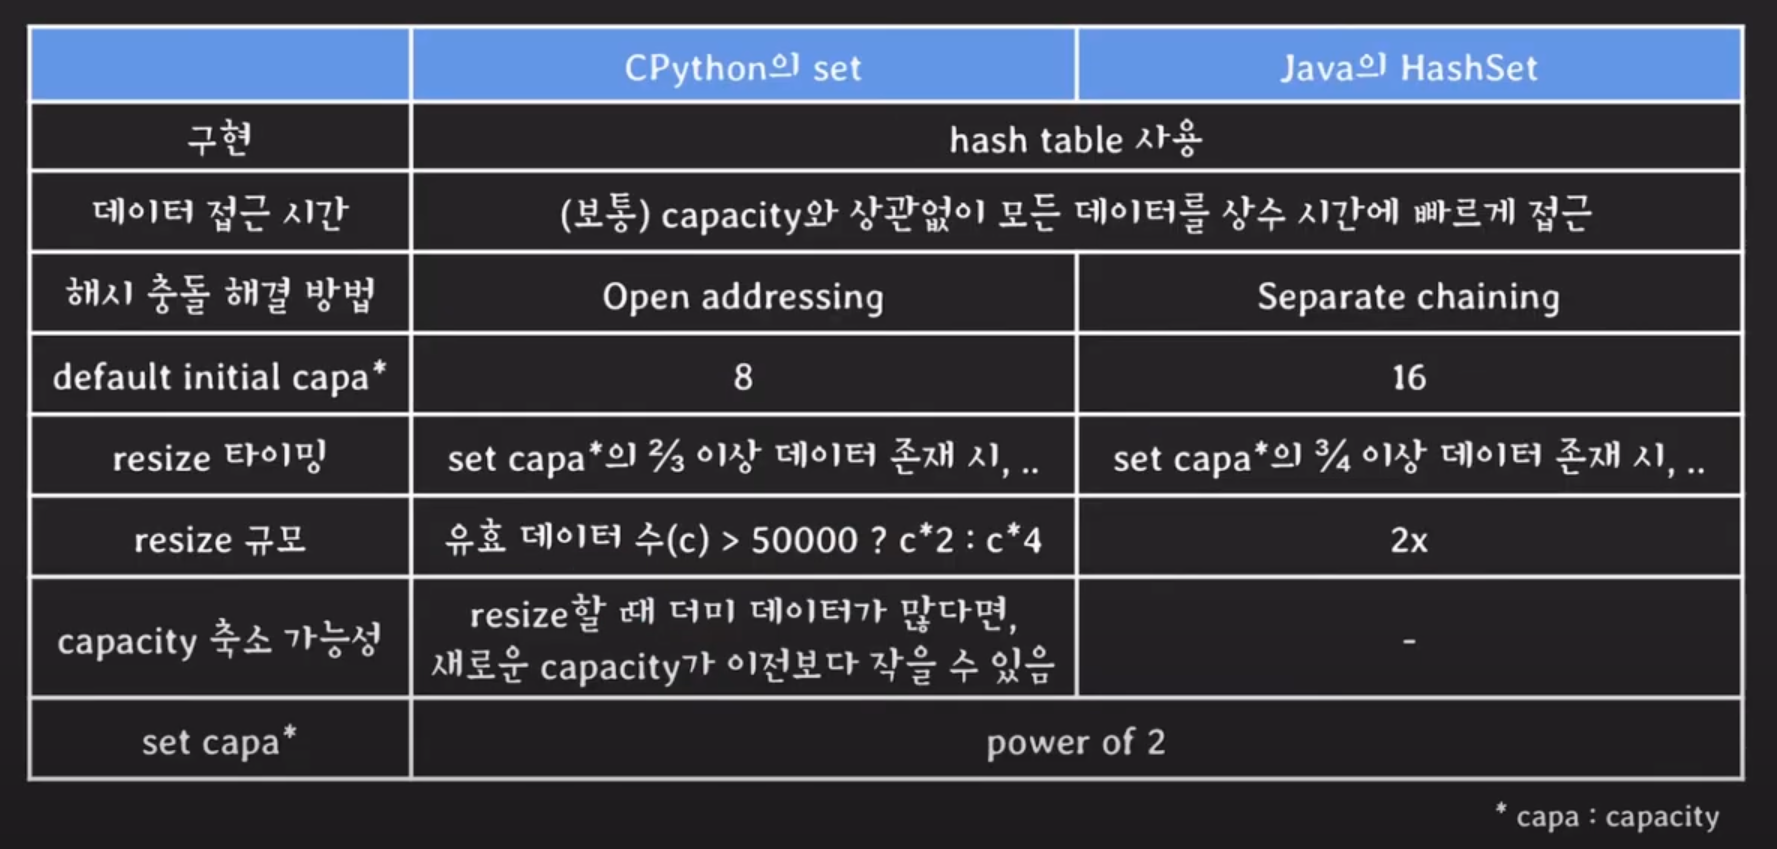 CPython의 set
Java의 HashSet
구현
hash table 사용
데이터 접근 시간
(보통) capacity와 상관없이 모든 데이터를 상수 시간에 빠르게 접근
해시 충돌 해결 방법
Open addressing
Separate chaining
default initial capa*
8
16
resize 타이밍
set capa*의 ⅔ 이상 데이터 존재 시, ..
set capa*의 ¾ 이상 데이터 존재 시, ..
resize 규모
유효 데이터 수(c) > 50000 ? c*2 : c*4
2x
capacity 축소 가능성
resize할 때 더미 데이터가 많다면,
새로운 capacity가 이전보다 작을 수 있음
-
set capa*
power of 2
* capa : capacity